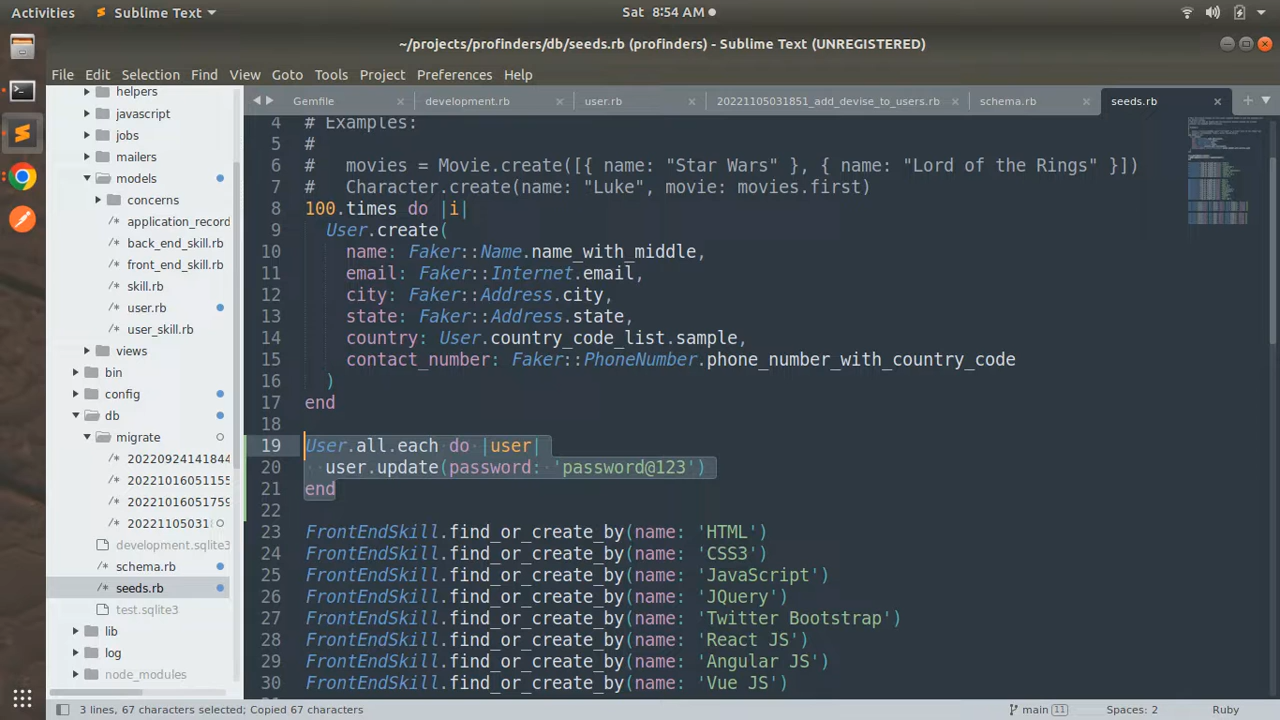 Activities
Sublime Text
Sat 8:54 AM
~/projects/profinders/db/seeds.rb (profinders) - Sublime Text (UNREGISTERED)
File Edit Selection Find View Goto Tools Project Preferences Help
helpers
javascript
jobs
mailers
models
concerns
/* application_record
/* back_end_skill.rb
/* front_end_skill.rb
/* skill.rb
/* user.rb
/* user_skill.rb
views
bin
config
db
migrate
/* 20220924141844
/* 20221016051155
/* 20221016051759
/* 202211050318
development.sqlite3
/* schema.rb
/* seeds.rb
test.sqlite3
lib
log
node_modules
Gemfile
development.rb
user.rb
20221105031851_add_devise_to_users.rb
schema.rb
seeds.rb
4 # Examples:
5 #
6 #   movies = Movie.create([{ name: "Star Wars" }, { name: "Lord of the Rings" }])
7 #   Character.create(name: "Luke", movie: movies.first)
8 100.times do |i|
9   User.create(
10     name: Faker::Name.name_with_middle,
11     email: Faker::Internet.email,
12     city: Faker::Address.city,
13     state: Faker::Address.state,
14     country: User.country_code_list.sample,
15     contact_number: Faker::PhoneNumber.phone_number_with_country_code
16   )
17 end
18
19 User.all.each do |user|
20   user.update(password: 'password@123')
21 end
22
23 FrontEndSkill.find_or_create_by(name: 'HTML')
24 FrontEndSkill.find_or_create_by(name: 'CSS3')
25 FrontEndSkill.find_or_create_by(name: 'JavaScript')
26 FrontEndSkill.find_or_create_by(name: 'JQuery')
27 FrontEndSkill.find_or_create_by(name: 'Twitter Bootstrap')
28 FrontEndSkill.find_or_create_by(name: 'React JS')
29 FrontEndSkill.find_or_create_by(name: 'Angular JS')
30 FrontEndSkill.find_or_create_by(name: 'Vue JS')
3 lines, 67 characters selected; Copied 67 characters
main 11
Spaces: 2
Ruby